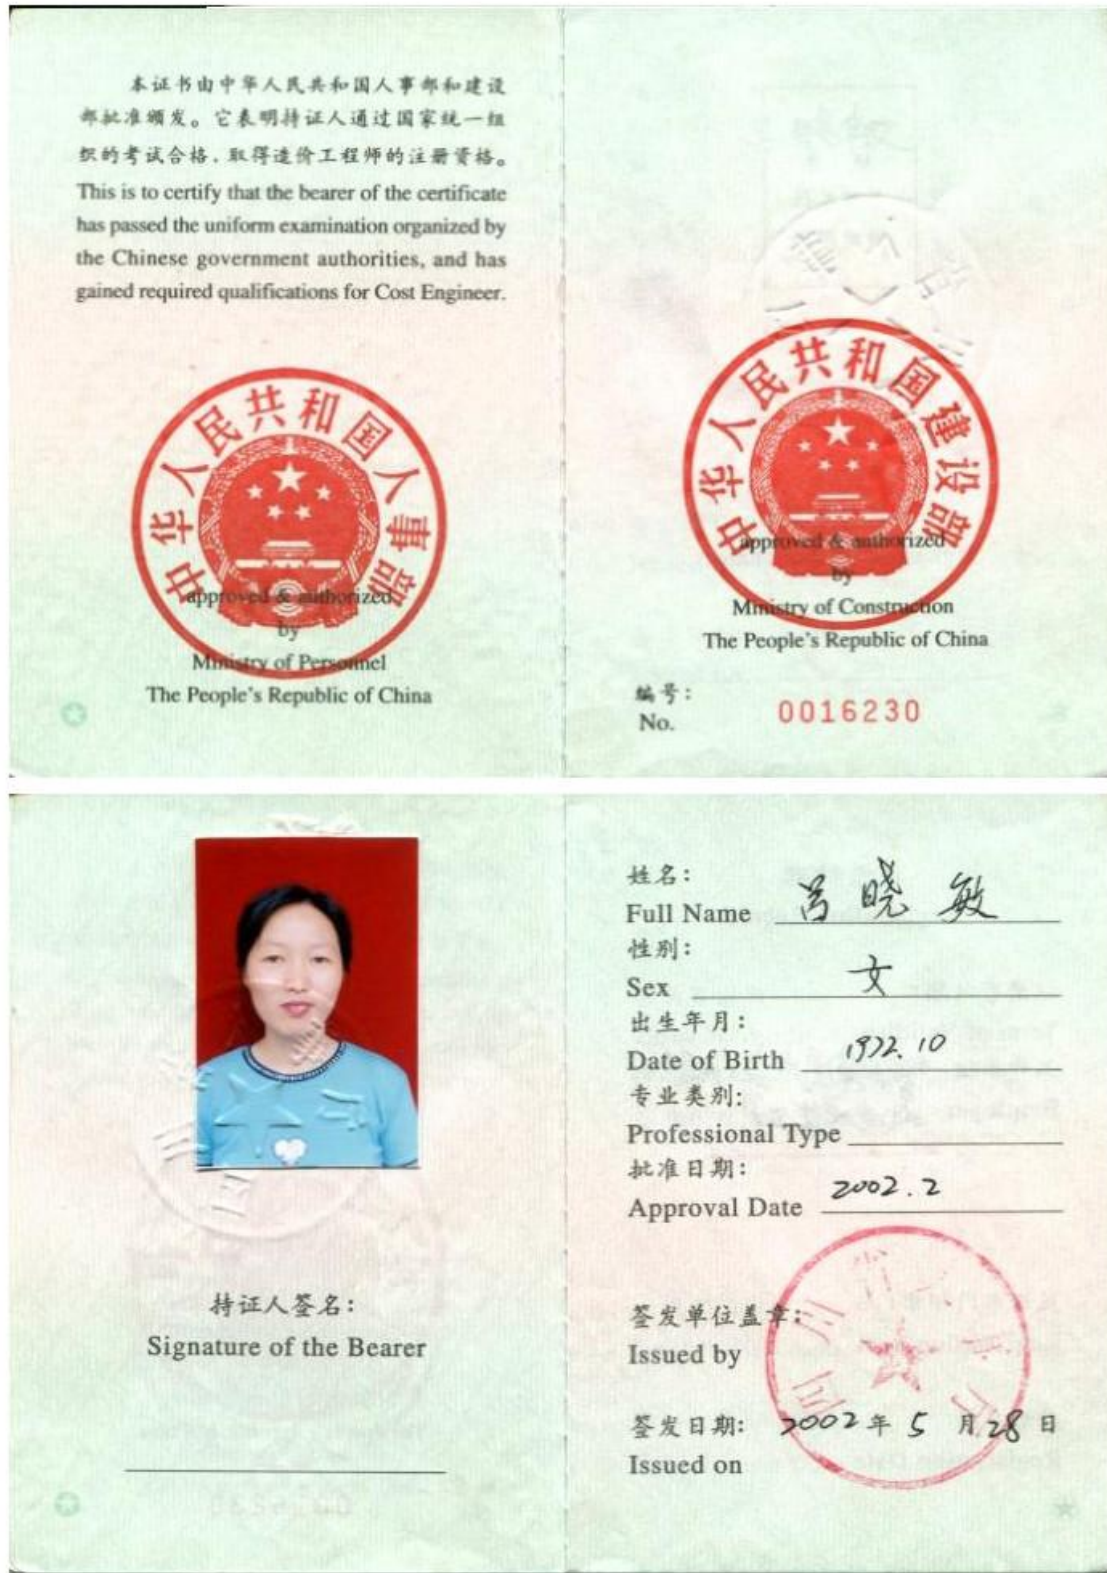 本证书由中华人民共和国人事部和建设
部批准颁发。它表明持证人通过国家统一组
织的考试合格，取得造价工程师的注册资格。
This is to certify that the bearer of the certificate
has passed the uniform examination organized by
the Chinese government authorities, and has
gained required qualifications for Cost Engineer.
中华人民共和国人事部
approved & authorized
by
Ministry of Personnel
The People's Republic of China
中华人民共和国建设部
approved & authorized
by
Ministry of Construction
The People's Republic of China
编号：
No. 0016230
持证人签名：
Signature of the Bearer
姓名：
Full Name 吕晓敏
性别：
Sex 女
出生年月：
Date of Birth 1972.10
专业类别：
Professional Type
批准日期：
Approval Date 2002.2
签发单位盖章：
Issued by
四川省人事厅
签发日期： 2002年5月28日
Issued on